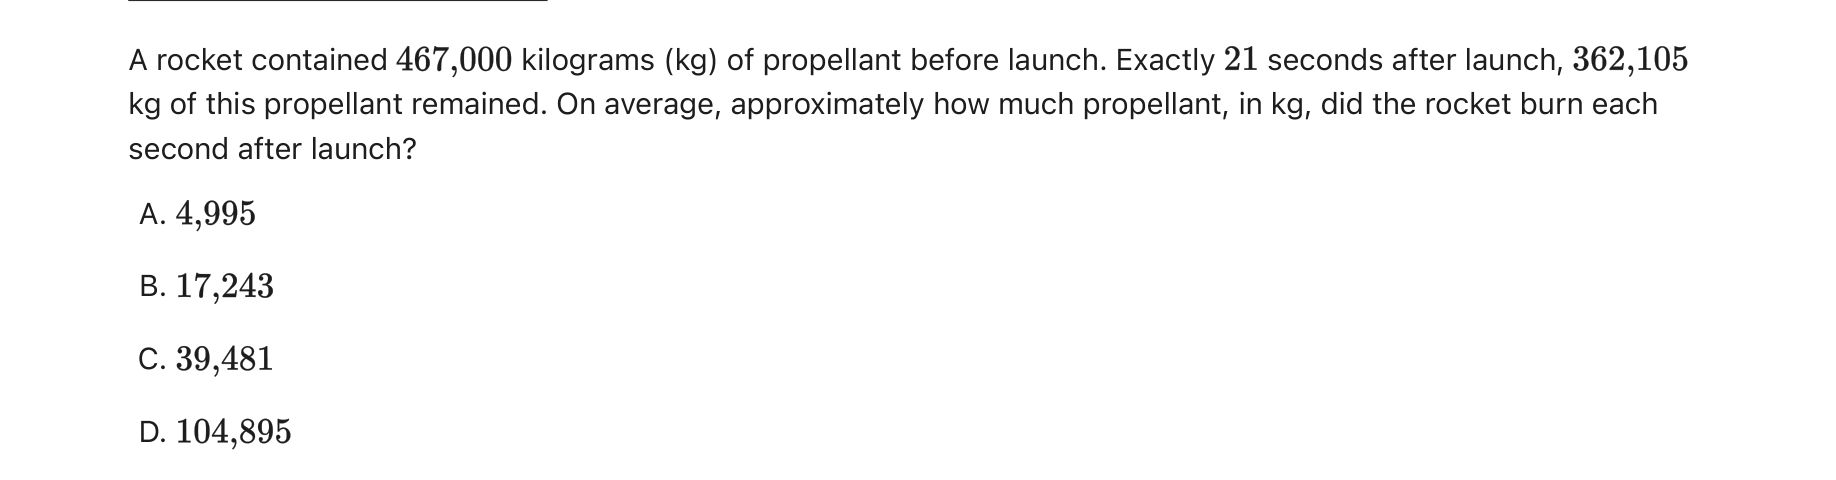 A rocket contained 467,000 kilograms (kg) of propellant before launch. Exactly 21 seconds after launch, 362,105
kg of this propellant remained. On average, approximately how much propellant, in kg, did the rocket burn each
second after launch?
A. 4,995
B. 17,243
C. 39,481
D. 104,895